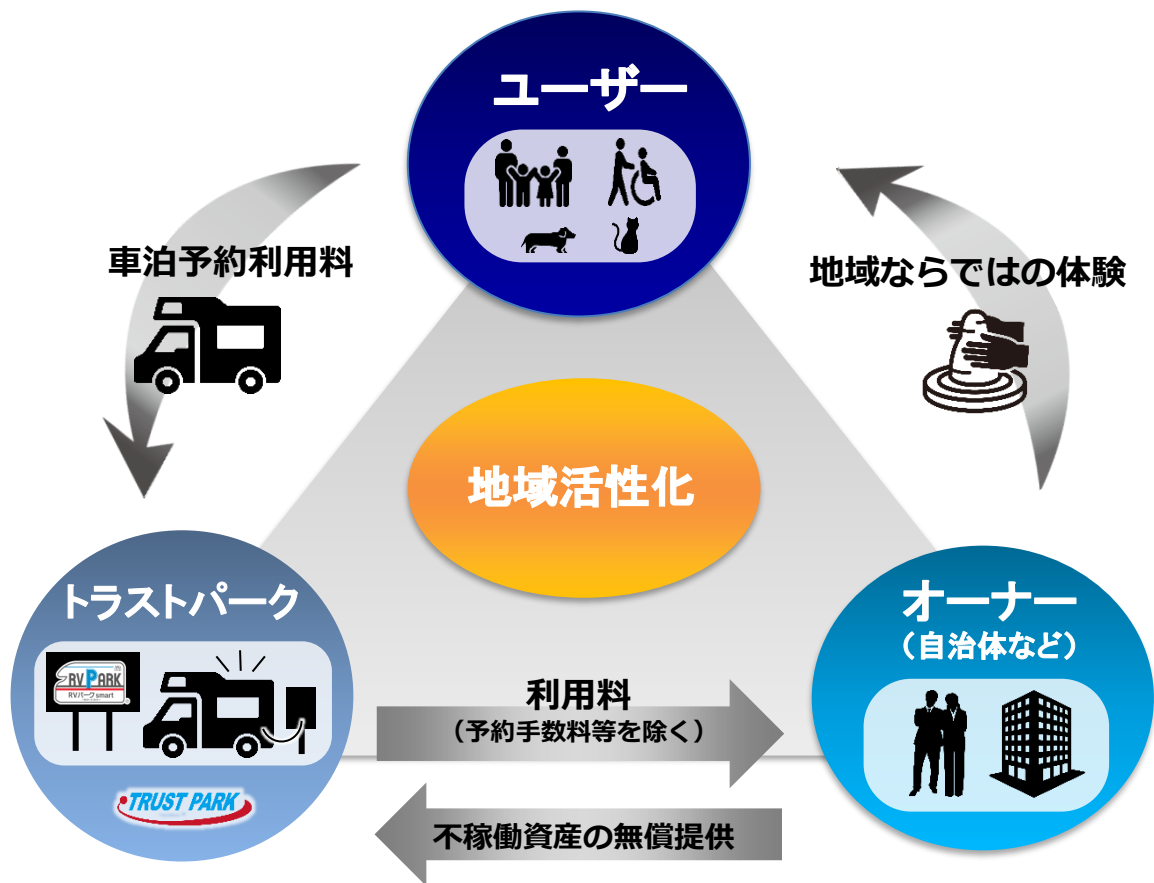 ユーザー
車泊予約利用料
地域ならではの体験
地域活性化
トラストパーク
RV PARK
RVパーク smart
TRUST PARK
オーナー
（自治体など）
利用料
（予約手数料等を除く）
不稼働資産の無償提供